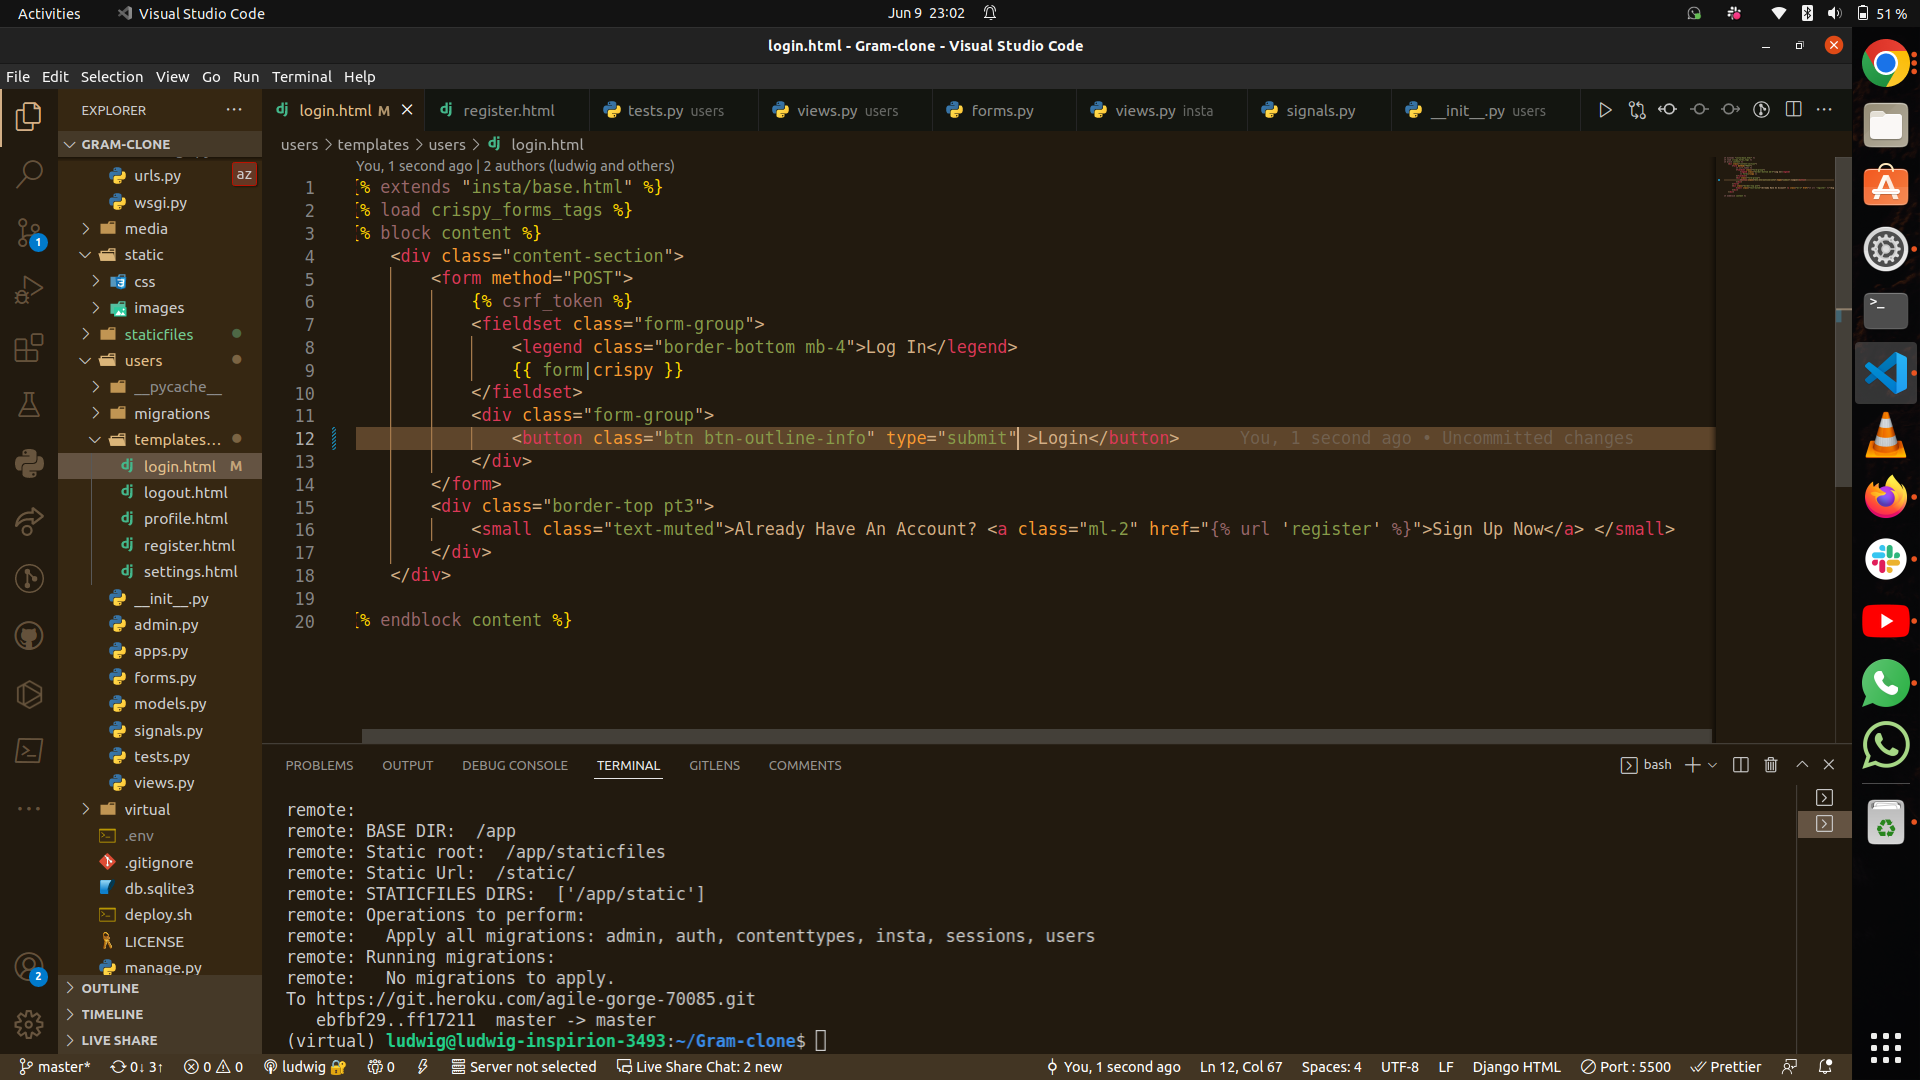 Activities
Visual Studio Code
Jun 9 23:02
51 %
login.html - Gram-clone - Visual Studio Code
File Edit Selection View Go Run Terminal Help
EXPLORER
GRAM-CLONE
urls.py
az
wsgi.py
media
static
css
images
staticfiles
users
__pycache__
migrations
templates...
login.html M
logout.html
profile.html
register.html
settings.html
__init__.py
admin.py
apps.py
forms.py
models.py
signals.py
tests.py
views.py
virtual
.env
.gitignore
db.sqlite3
deploy.sh
LICENSE
manage.py
OUTLINE
TIMELINE
LIVE SHARE
1
2
login.html M
register.html
tests.py users
views.py users
forms.py
views.py insta
signals.py
__init__.py users
users > templates > users > login.html
You, 1 second ago | 2 authors (ludwig and others)
1 {% extends "insta/base.html" %}
2 {% load crispy_forms_tags %}
3 {% block content %}
4 <div class="content-section">
5 <form method="POST">
6 {% csrf_token %}
7 <fieldset class="form-group">
8 <legend class="border-bottom mb-4">Log In</legend>
9 {{ form|crispy }}
10 </fieldset>
11 <div class="form-group">
12 <button class="btn btn-outline-info" type="submit" >Login</button> You, 1 second ago • Uncommitted changes
13 </div>
14 </form>
15 <div class="border-top pt3">
16 <small class="text-muted">Already Have An Account? <a class="ml-2" href="{% url 'register' %}">Sign Up Now</a> </small>
17 </div>
18 </div>
19
20 {% endblock content %}
PROBLEMS OUTPUT DEBUG CONSOLE TERMINAL GITLENS COMMENTS
bash
remote:
remote: BASE DIR:  /app
remote: Static root:  /app/staticfiles
remote: Static Url:  /static/
remote: STATICFILES DIRS:  ['/app/static']
remote: Operations to perform:
remote:   Apply all migrations: admin, auth, contenttypes, insta, sessions, users
remote: Running migrations:
remote:   No migrations to apply.
To https://git.heroku.com/agile-gorge-70085.git
   ebfbf29..ff17211  master -> master
(virtual) ludwig@ludwig-inspirion-3493:~/Gram-clone$
master* 0↓ 3↑ 0 0 ludwig 0 Server not selected Live Share Chat: 2 new You, 1 second ago Ln 12, Col 67 Spaces: 4 UTF-8 LF Django HTML Port : 5500 Prettier